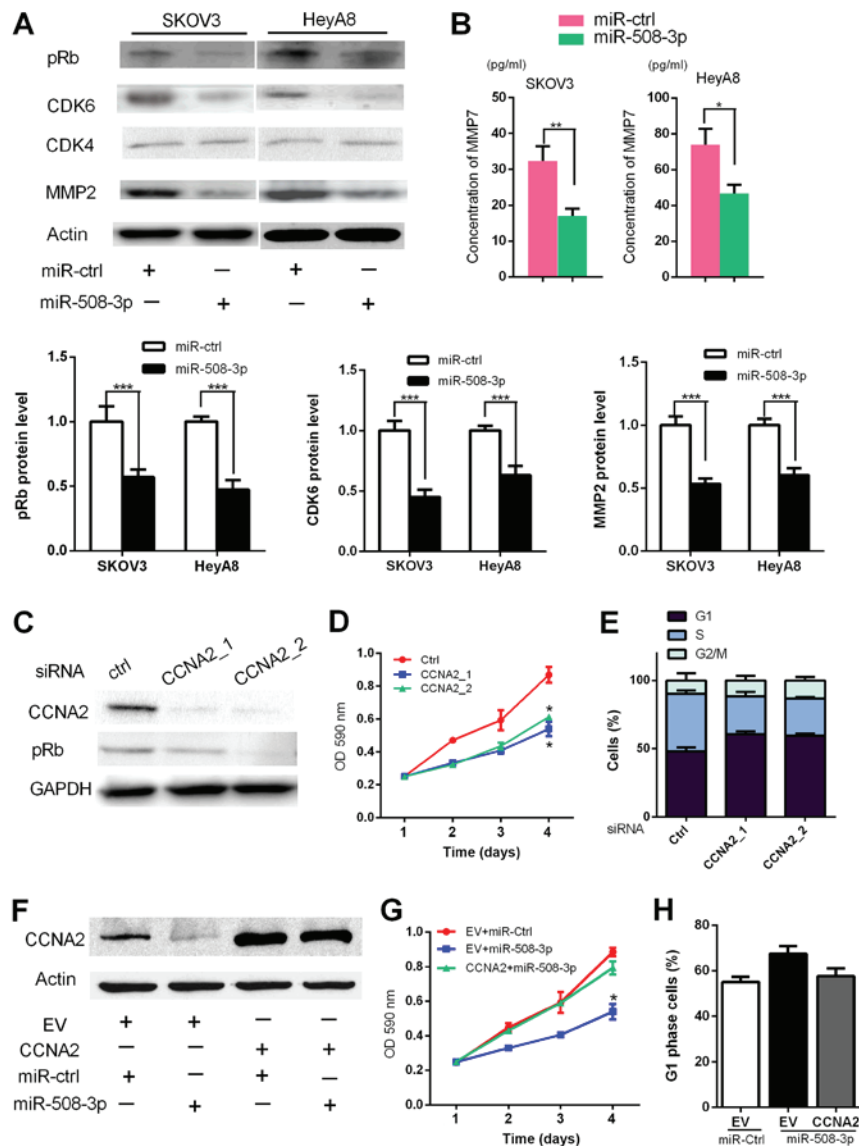 A
SKOV3 HeyA8
pRb
CDK6
CDK4
MMP2
Actin
miR-ctrl + − + −
miR-508-3p − + − +
B
miR-ctrl
miR-508-3p
(pg/ml)
SKOV3
Concentration of MMP7
40
30
20
10
0
**
(pg/ml)
HeyA8
Concentration of MMP7
100
80
60
40
20
0
*
miR-ctrl
miR-508-3p
pRb protein level
1.5
1.0
0.5
0.0
*** ***
SKOV3 HeyA8
miR-ctrl
miR-508-3p
CDK6 protein level
1.5
1.0
0.5
0.0
*** ***
SKOV3 HeyA8
miR-ctrl
miR-508-3p
MMP2 protein level
1.5
1.0
0.5
0.0
*** ***
SKOV3 HeyA8
C
siRNA ctrl CCNA2_1 CCNA2_2
CCNA2
pRb
GAPDH
D
Ctrl
CCNA2_1
CCNA2_2
OD 590 nm
1.0
0.8
0.6
0.4
0.2
0.0
*
*
1 2 3 4
Time (days)
E
G1
S
G2/M
Cells (%)
100
50
0
siRNA Ctrl CCNA2_1 CCNA2_2
F
CCNA2
Actin
EV + + − −
CCNA2 − − + +
miR-ctrl + − + −
miR-508-3p − + − +
G
EV+miR-Ctrl
EV+miR-508-3p
CCNA2+miR-508-3p
OD 590 nm
1.0
0.8
0.6
0.4
0.2
0.0
*
1 2 3 4
Time (days)
H
G1 phase cells (%)
80
60
40
20
0
EV EV CCNA2
miR-Ctrl miR-508-3p